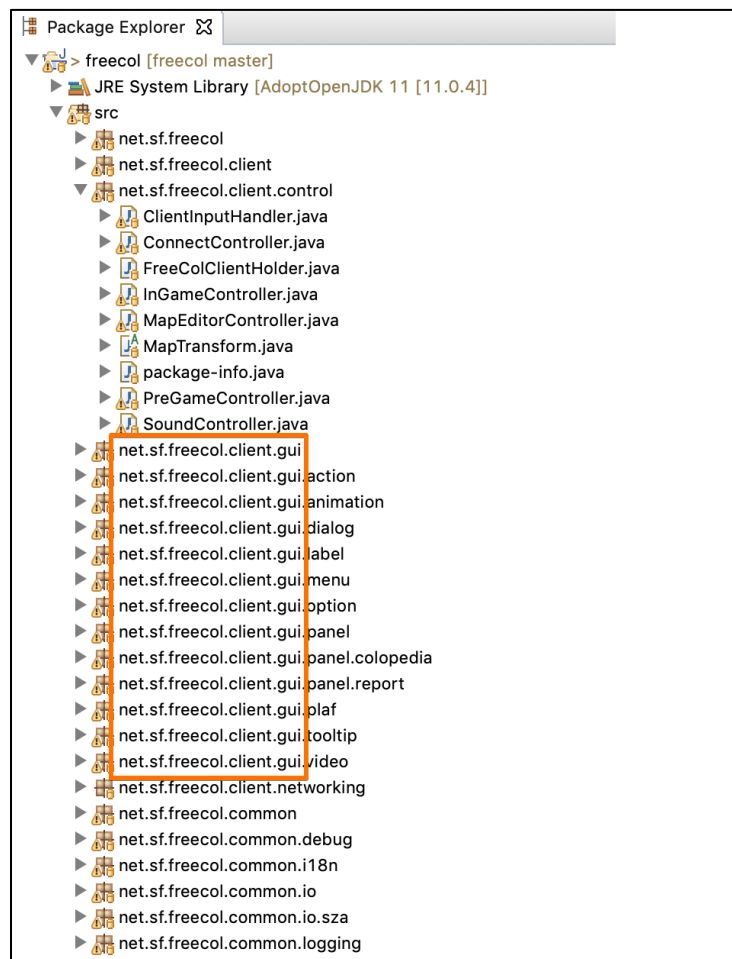 Package Explorer
> freecol [freecol master]
JRE System Library [AdoptOpenJDK 11 [11.0.4]]
src
net.sf.freecol
net.sf.freecol.client
net.sf.freecol.client.control
ClientInputHandler.java
ConnectController.java
FreeColClientHolder.java
InGameController.java
MapEditorController.java
MapTransform.java
package-info.java
PreGameController.java
SoundController.java
net.sf.freecol.client.gui
net.sf.freecol.client.gui.action
net.sf.freecol.client.gui.animation
net.sf.freecol.client.gui.dialog
net.sf.freecol.client.gui.label
net.sf.freecol.client.gui.menu
net.sf.freecol.client.gui.option
net.sf.freecol.client.gui.panel
net.sf.freecol.client.gui.panel.colopedia
net.sf.freecol.client.gui.panel.report
net.sf.freecol.client.gui.plaf
net.sf.freecol.client.gui.tooltip
net.sf.freecol.client.gui.video
net.sf.freecol.client.networking
net.sf.freecol.common
net.sf.freecol.common.debug
net.sf.freecol.common.i18n
net.sf.freecol.common.io
net.sf.freecol.common.io.sza
net.sf.freecol.common.logging